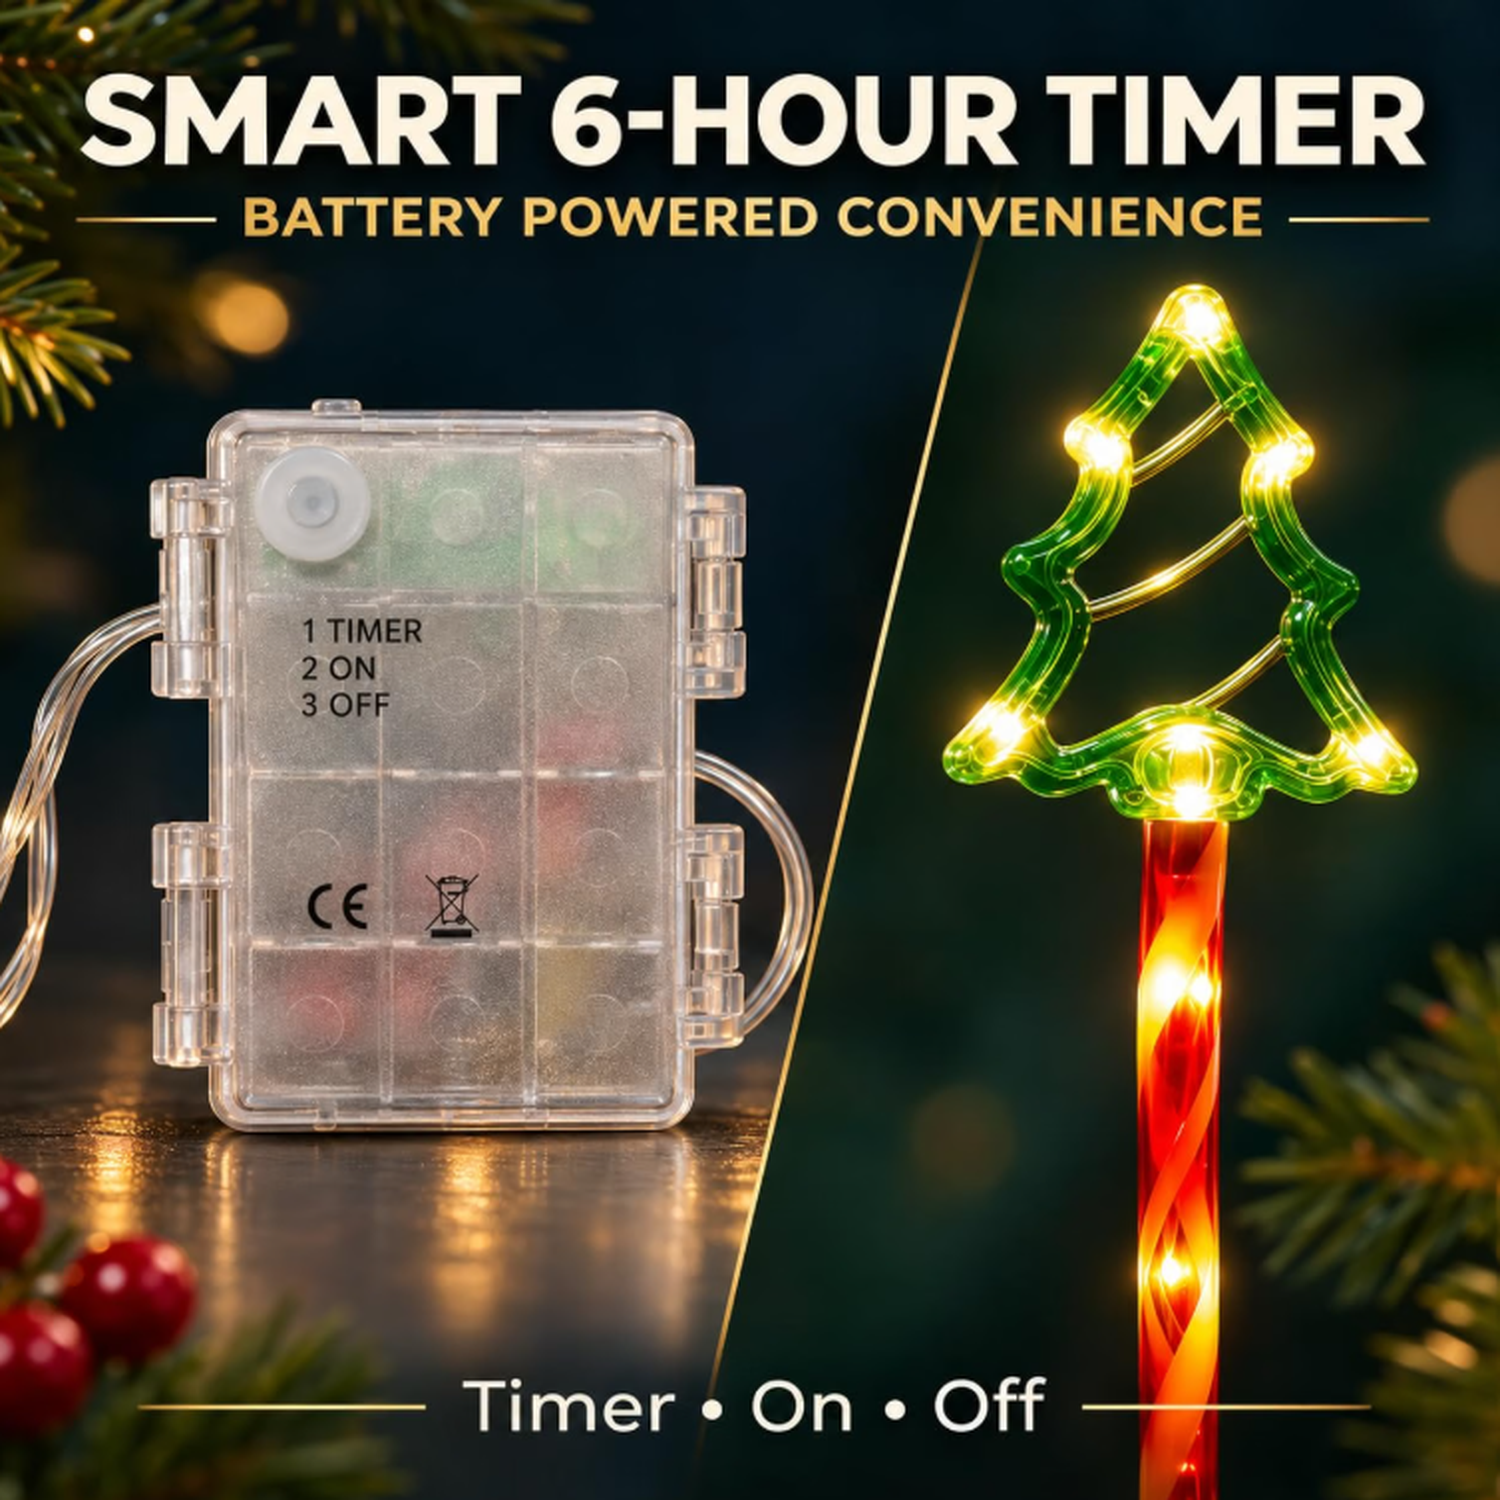 SMART 6-HOUR TIMER
BATTERY POWERED CONVENIENCE
1 TIMER
2 ON
3 OFF
CE
Timer • On • Off